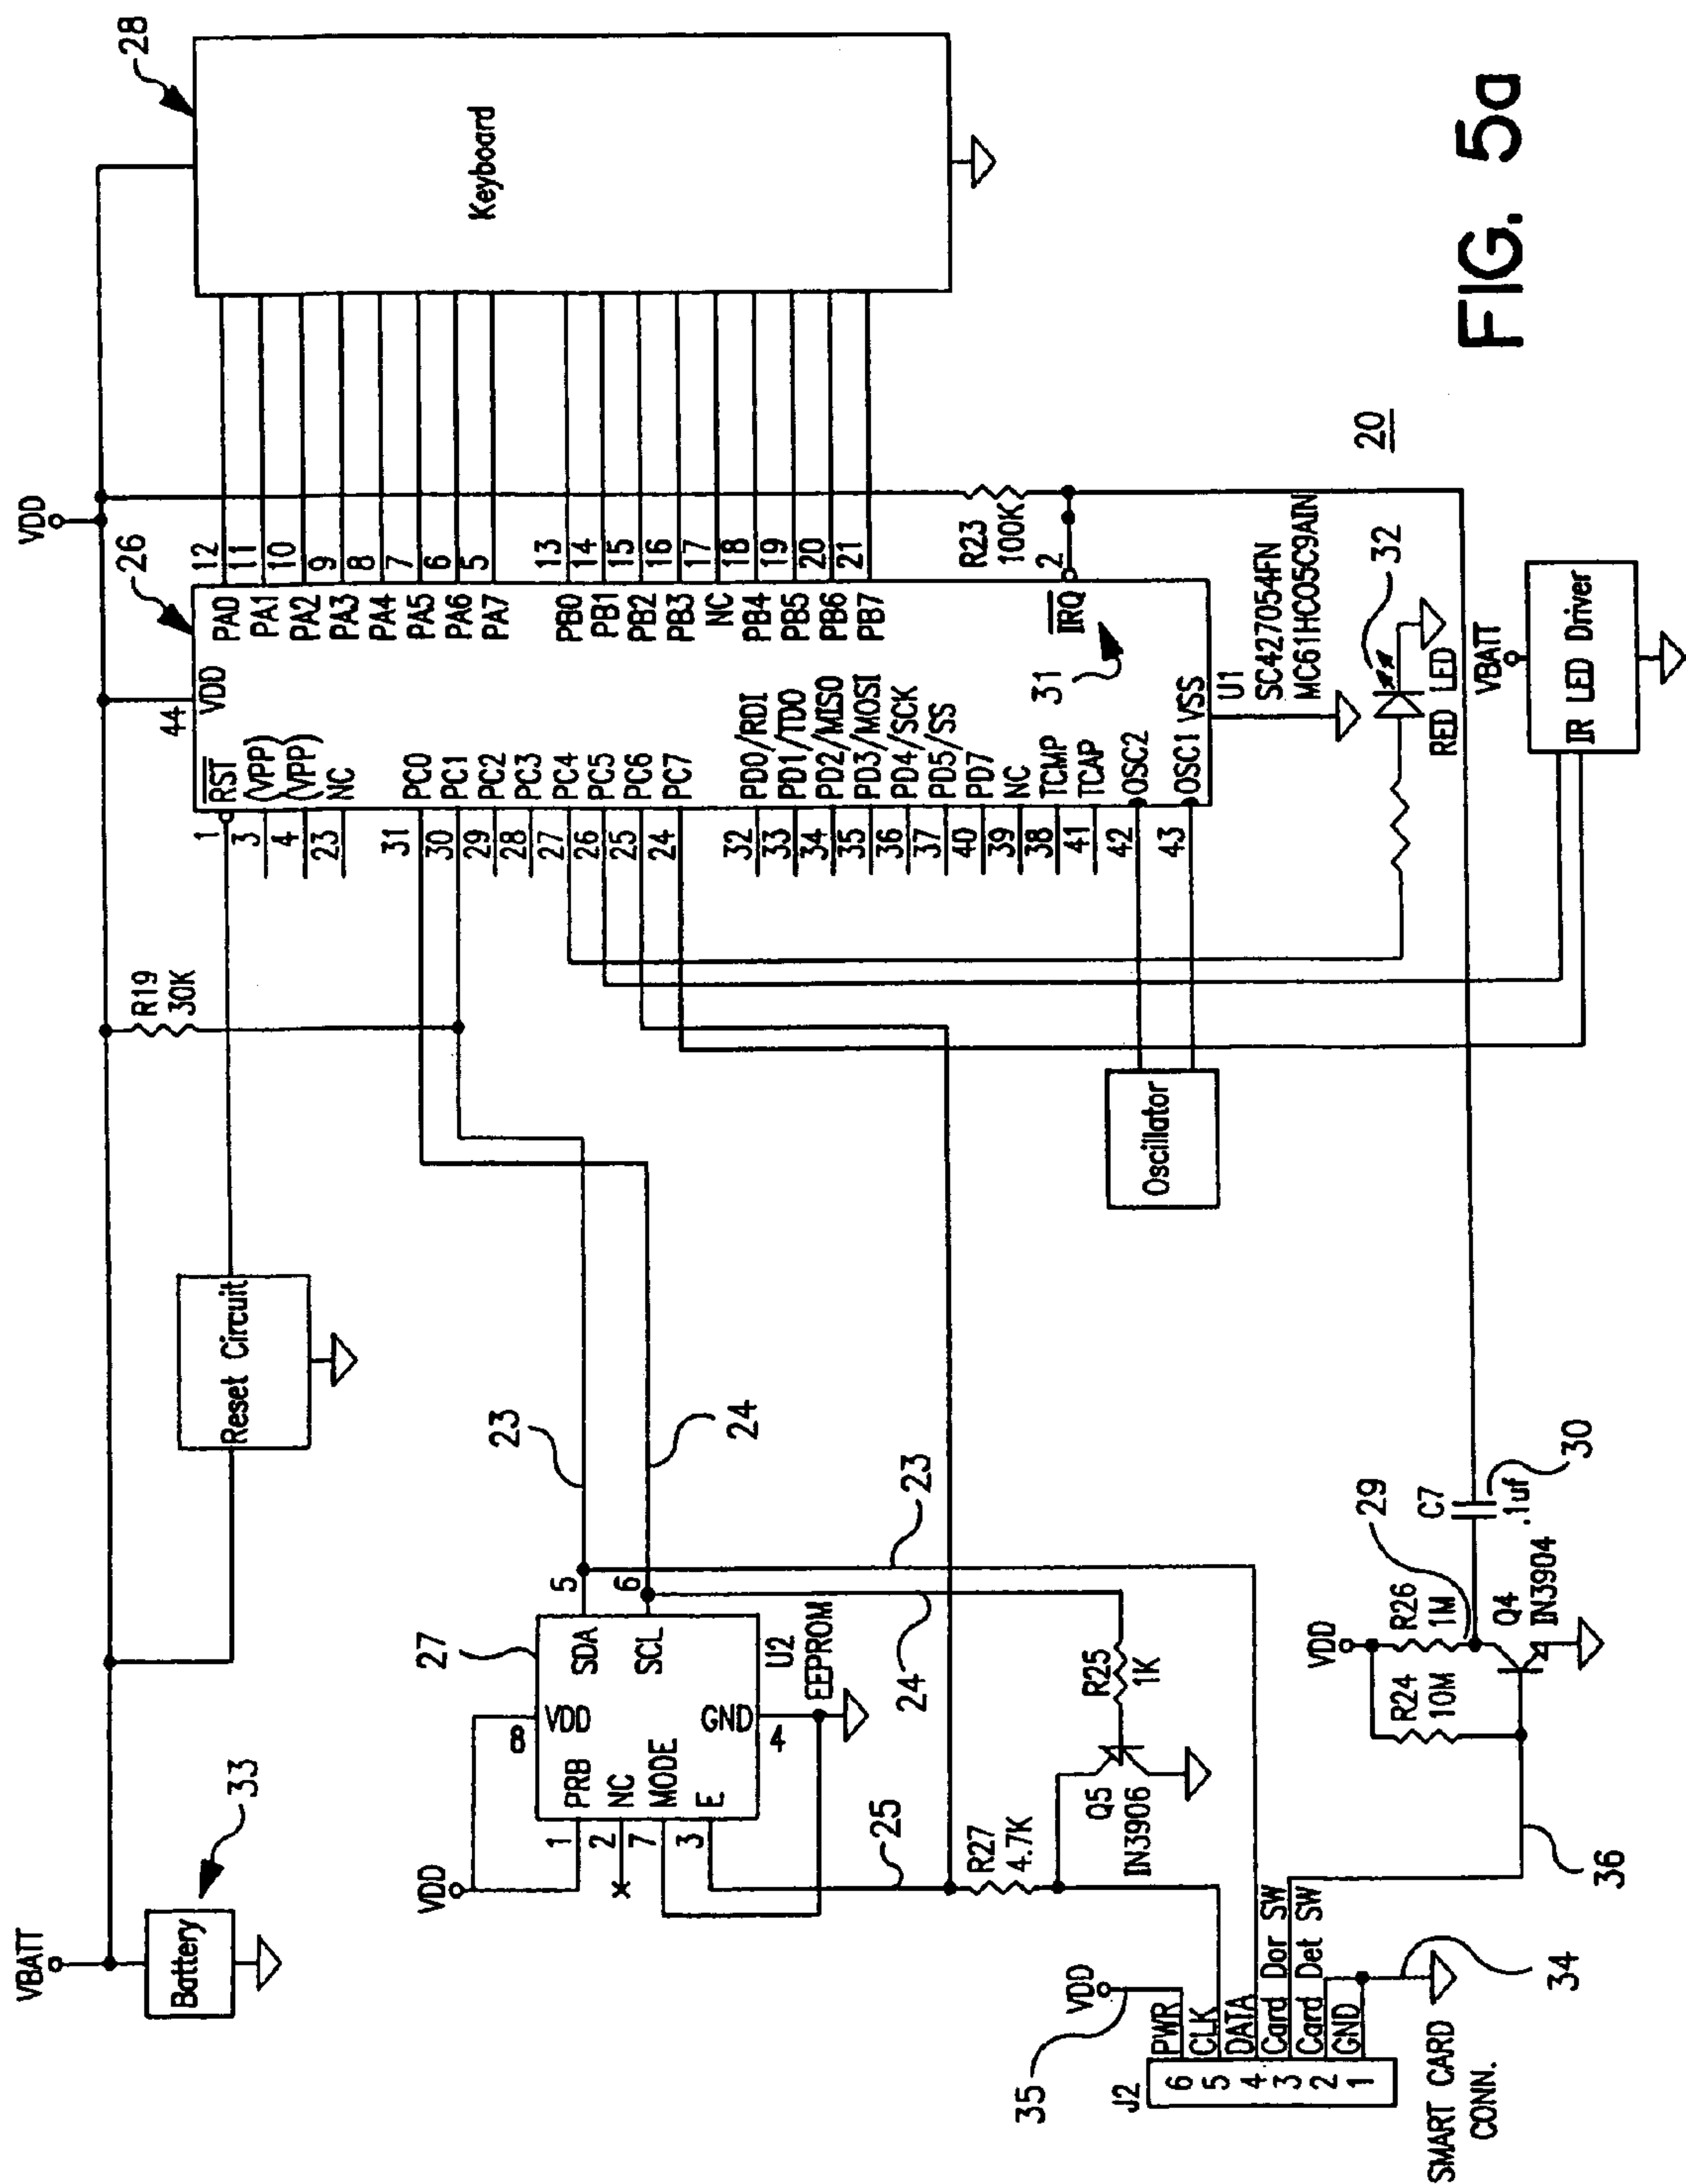 VBATT
Battery
33
Reset Circuit
R19
30K
VDD
26
28
Keyboard
44
VDD
1
RST
3
(VPP)
4
(VPP)
23
NC
31
PC0
30
PC1
29
PC2
28
PC3
27
PC4
26
PC5
25
PC6
24
PC7
32
PD0/RDI
33
PD1/TDO
34
PD2/MISO
35
PD3/MOSI
36
PD4/SCK
37
PD5/SS
40
PD7
39
NC
38
TCMP
41
TCAP
42
OSC2
43
OSC1
VSS
PA0
12
PA1
11
PA2
10
PA3
9
PA4
8
PA5
7
PA6
6
PA7
5
PB0
13
PB1
14
PB2
15
PB3
16
NC
17
PB4
18
PB5
19
PB6
20
PB7
21
31
IRQ
2
R23
100K
U1
SC427054FN
MC61HC05C9AIN
VDD
8
VDD
27
1
PRB
2
NC
7
MODE
3
E
SDA
5
SCL
6
GND
4
U2
EEPROM
23
24
23
24
25
R27
4.7K
R25
1K
Q5
IN3906
Oscillator
RED LED
32
VBATT
IR LED Driver
20
35
VDD
J2
6
PWR
5
CLK
4
DATA
3
Card Dor SW
2
Card Det SW
1
GND
SMART CARD
CONN.
34
36
VDD
R24
10M
R26
1M
29
C7
.1uf
30
Q4
IN3904
FIG. 5a